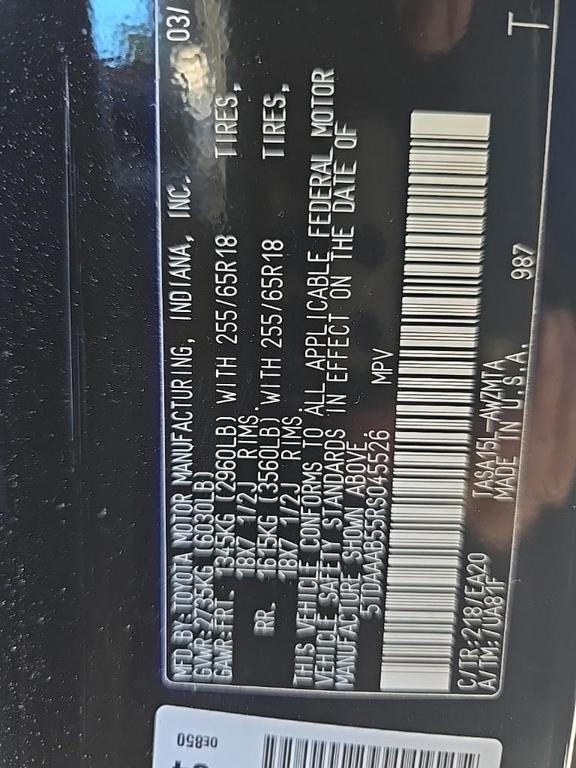 MFD BY:TOYOTA MOTOR MANUFACTURING, INDIANA, INC. 03/
GVWR:2735KG (6030LB)
GAWR:FRT. 1345KG (2960LB) WITH 255/65R18 TIRES,
18X7 1/2J RIMS.
RR. 1615KG (3560LB) WITH 255/65R18 TIRES,
18X7 1/2J RIMS.
THIS VEHICLE CONFORMS TO ALL APPLICABLE FEDERAL MOTOR
VEHICLE SAFETY STANDARDS IN EFFECT ON THE DATE OF
MANUFACTURE SHOWN ABOVE.
5TDAAAB55RS045526 MPV
C/TR:218/EA20 TASA15L-AVZMTA 987
A/TM:/UA81F MADE IN U.S.A. T
0E850